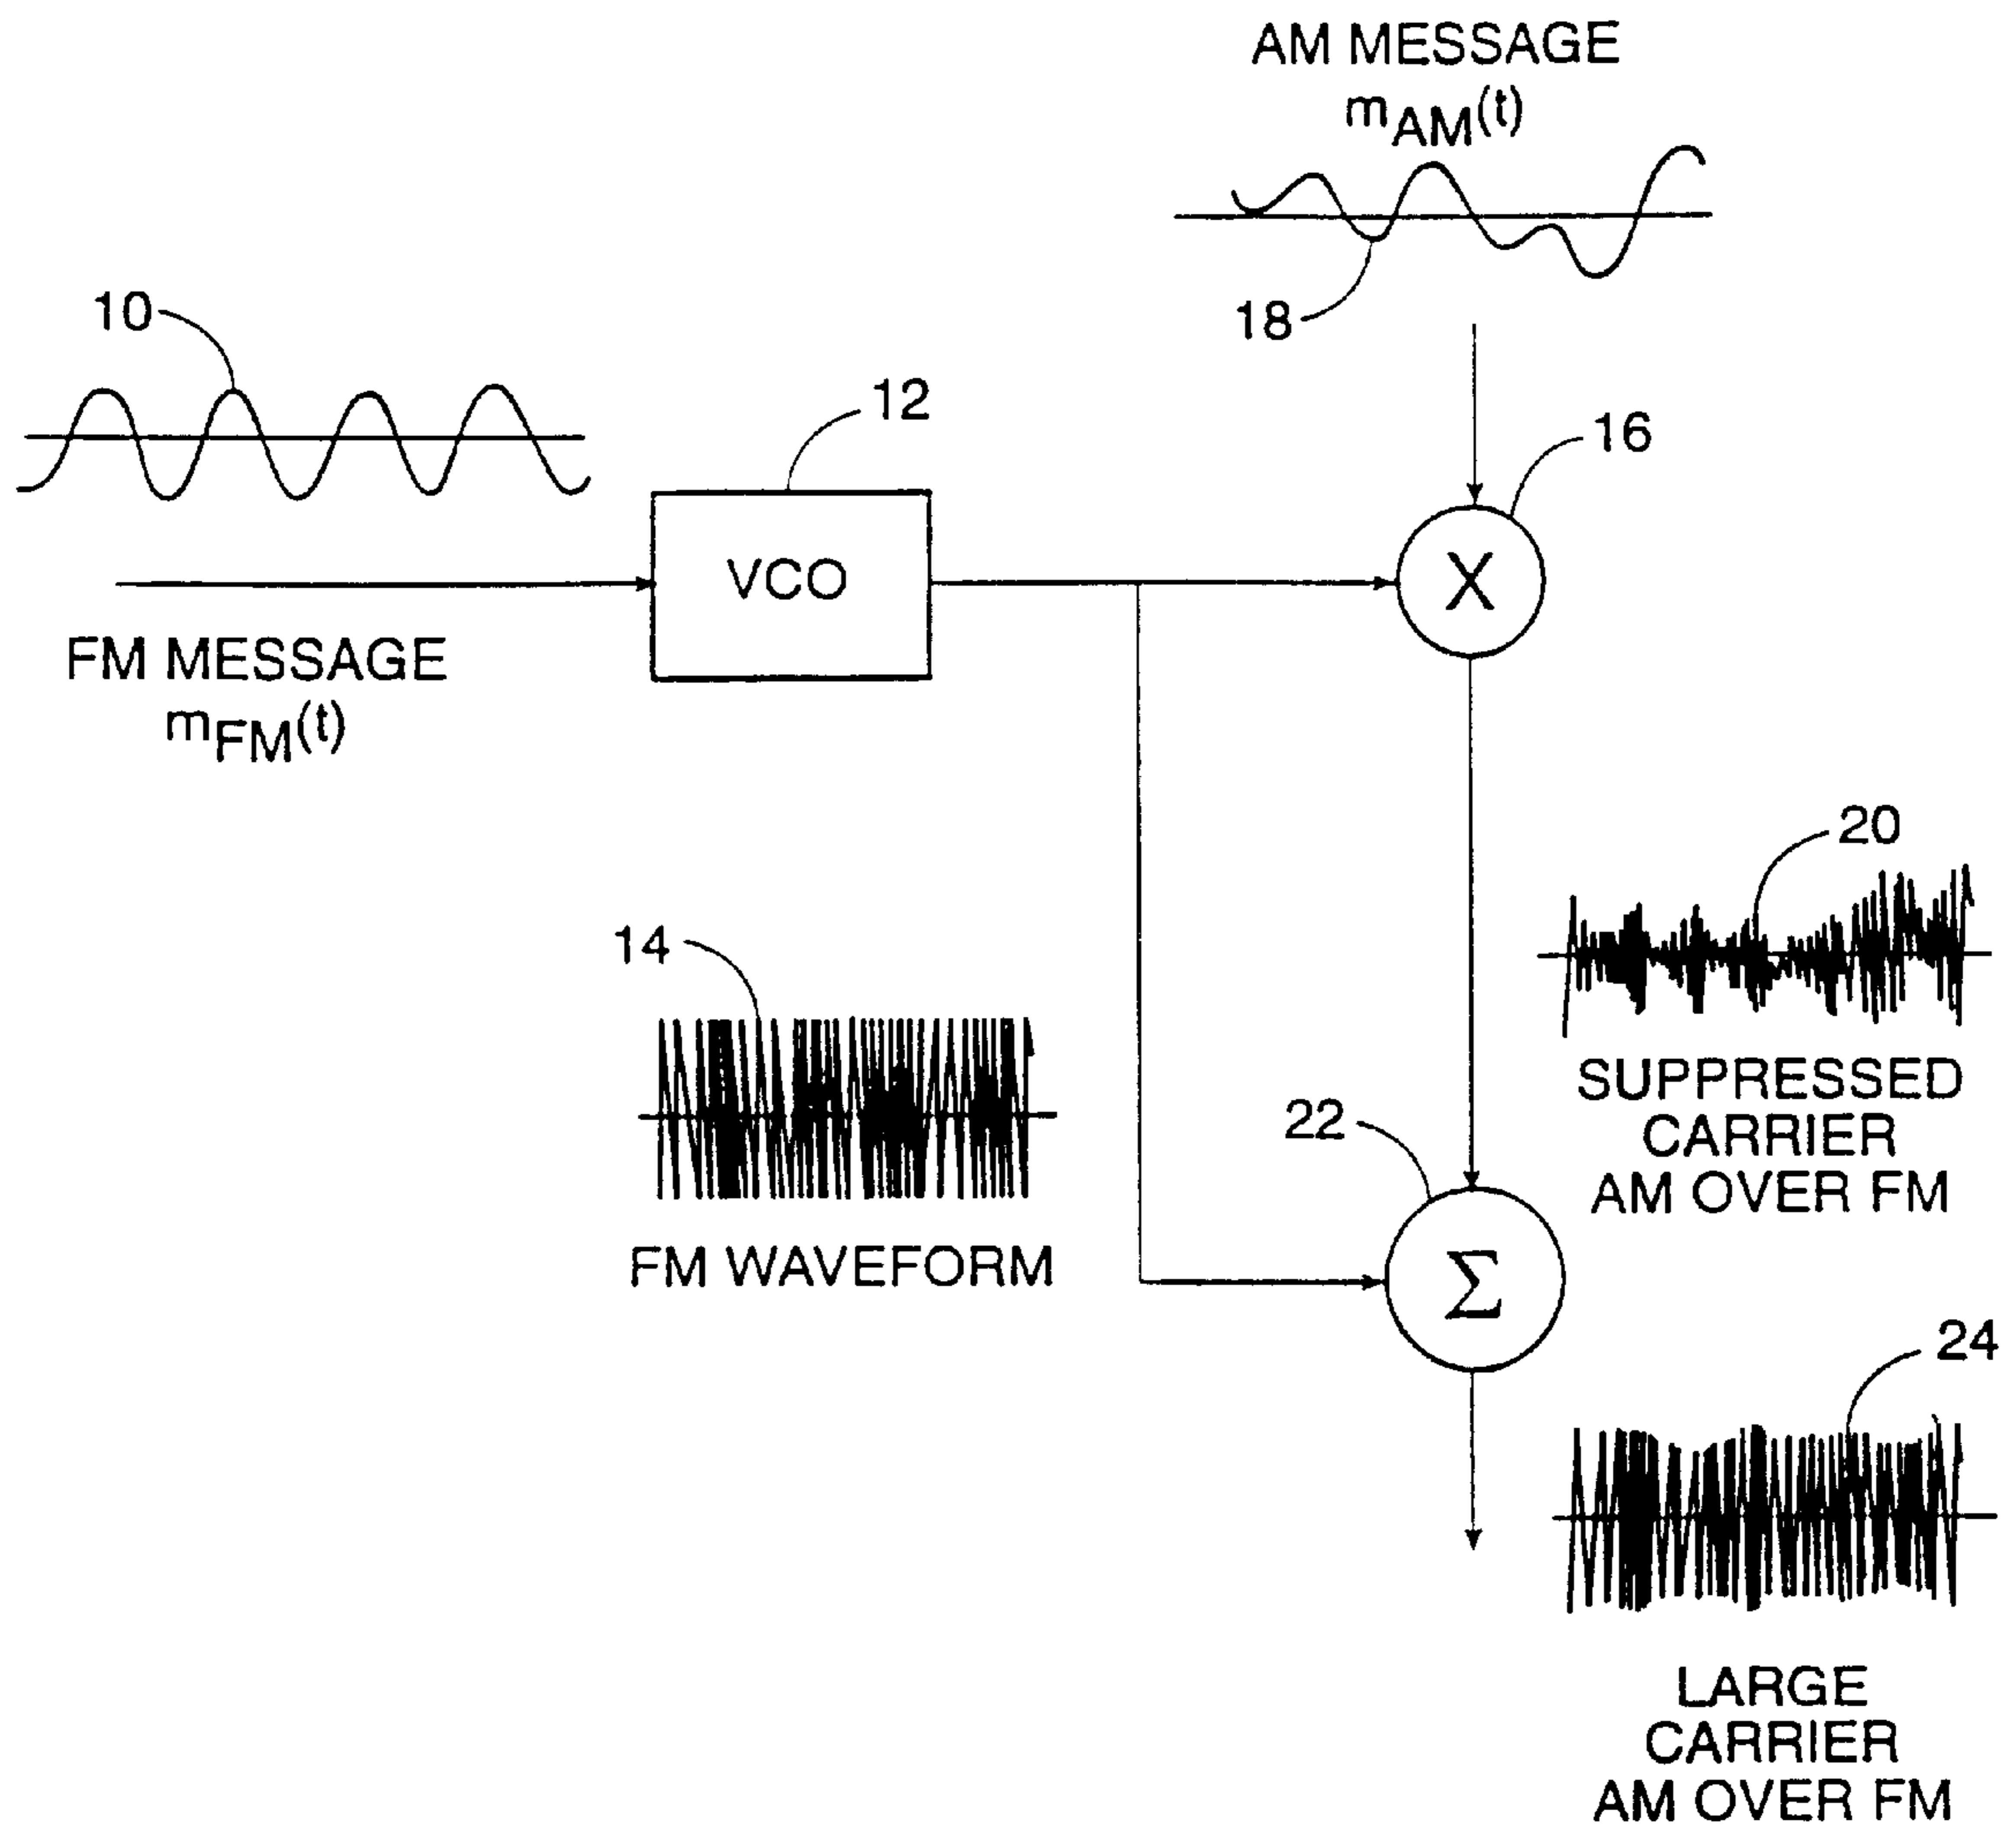 AM MESSAGE
mAM(t)
18
10
12
16
VCO
X
FM MESSAGE
mFM(t)
20
14
SUPPRESSED
CARRIER
AM OVER FM
22
FM WAVEFORM
Σ
24
LARGE
CARRIER
AM OVER FM